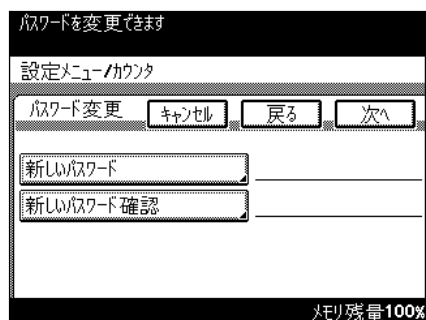 パスワードを変更できます
設定メニュー/カウンタ
パスワード変更 キャンセル 戻る 次へ
新しいパスワード
新しいパスワード確認
メモリ残量100%